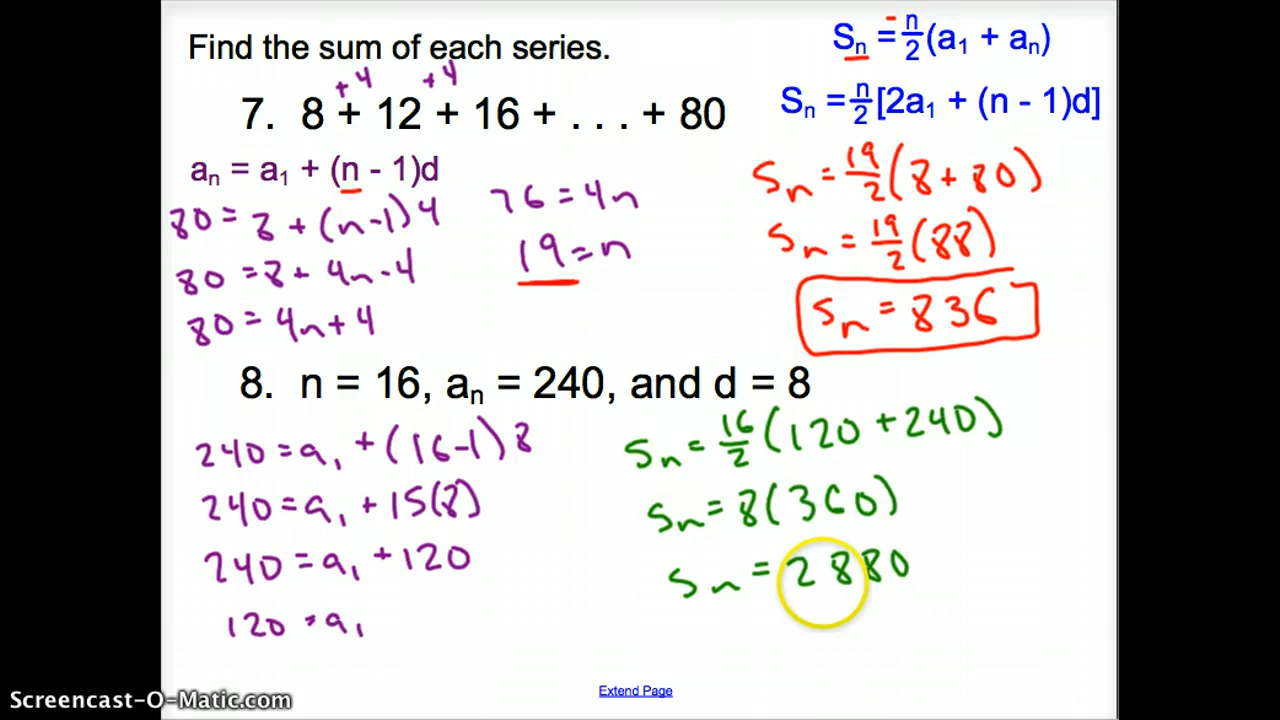 Find the sum of each series.
Sₙ = n/2(a₁ + aₙ)
+4 +4
7. 8 + 12 + 16 + . . . + 80
Sₙ = n/2[2a₁ + (n - 1)d]
aₙ = a₁ + (n - 1)d
80 = 8 + (n-1)4
80 = 8 + 4n - 4
80 = 4n + 4
76 = 4n
19 = n
Sₙ = 19/2(8 + 80)
Sₙ = 19/2(88)
Sₙ = 836
8. n = 16, aₙ = 240, and d = 8
240 = a₁ + (16-1)8
240 = a₁ + 15(8)
240 = a₁ + 120
120 = a₁
Sₙ = 16/2(120 + 240)
Sₙ = 8(360)
Sₙ = 2880
Extend Page
Screencast-O-Matic.com